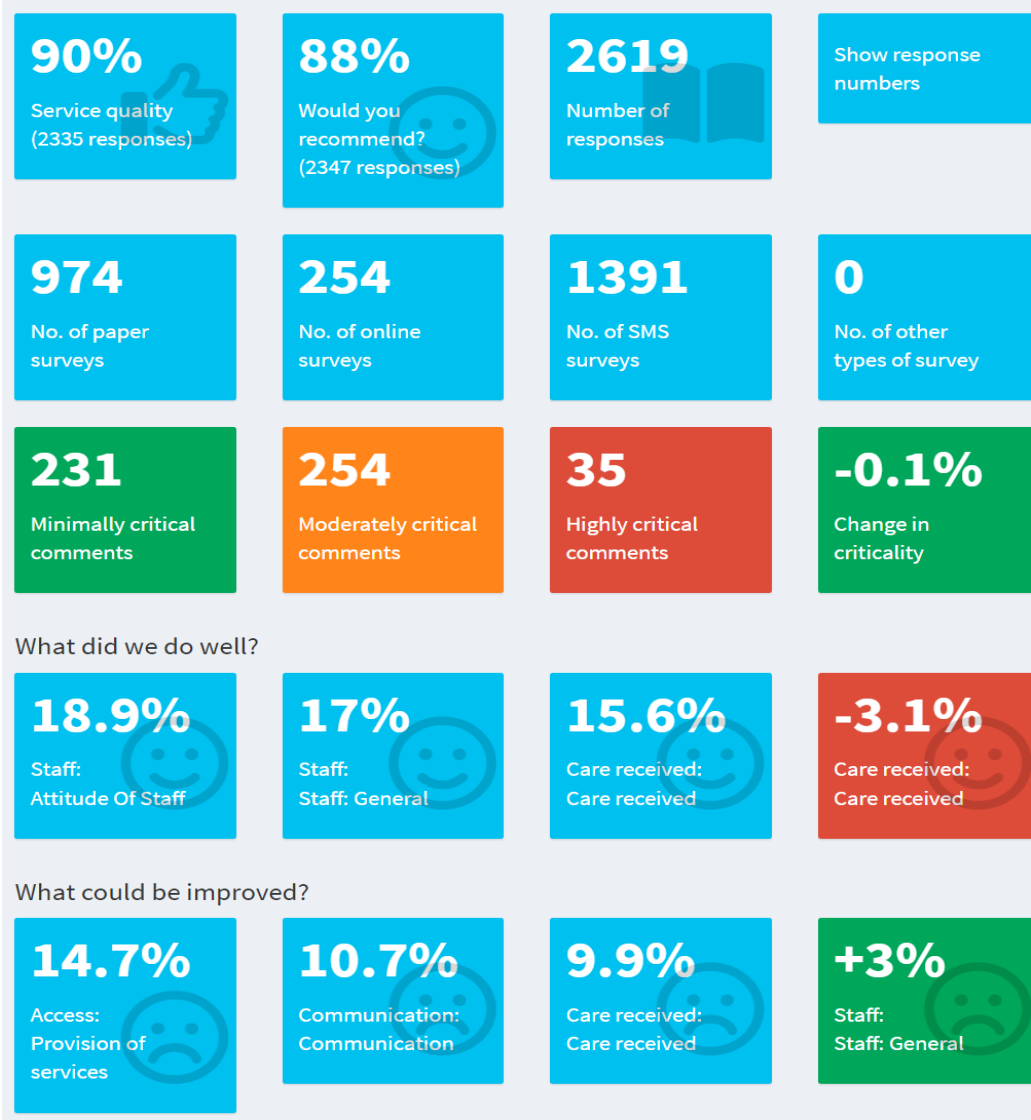 90%
Service quality
(2335 responses)
88%
Would you
recommend?
(2347 responses)
2619
Number of
responses
Show response
numbers
974
No. of paper
surveys
254
No. of online
surveys
1391
No. of SMS
surveys
0
No. of other
types of survey
231
Minimally critical
comments
254
Moderately critical
comments
35
Highly critical
comments
-0.1%
Change in
criticality
What did we do well?
18.9%
Staff:
Attitude Of Staff
17%
Staff:
Staff: General
15.6%
Care received:
Care received
-3.1%
Care received:
Care received
What could be improved?
14.7%
Access:
Provision of
services
10.7%
Communication:
Communication
9.9%
Care received:
Care received
+3%
Staff:
Staff: General